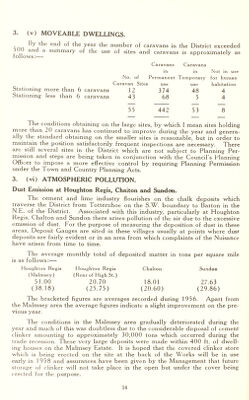 3. (v) MOVEABLE DWELLINGS.
By the end of the year the number of caravans in the District exceeded
500 and a summary of the use of sites and caravans is approximately as
follows:—
Caravans Caravans
in in Not in use
No. of Permanent Temporary for human
Caravan Sites use use habitation
Stationing more than 6 caravans 12 374 48 4
Stationing less than 6 caravans 43 68 5 4
55 442 53 8
The conditions obtaining on the large sites, by which I mean sites holding
more than 20 caravans has continued to improve during the year and genera-
lly the standard obtaining on the smaller sites is reasonable, but in order to
maintain the position satisfactorily frequent inspections are necessary. There
are still several sites in the District which are not subject to Planning Per-
mission and steps are being taken in conjunction with the Council's Planning
Officer to impose a more effective control by requiring Planning Permission
under the Town and Country Planning Acts.
4. (vi) ATMOSPHERIC POLLUTION.
Dust Emission at Houghton Regis, Chalton and Sundon.
The cement and lime industry flourishes on the chalk deposits which
traverse the District from Totternhoe on the S.W. boundary to Barton in the
N.E. of the District. Associated with this industry, particularly at Houghton
Regis, Chalton and Sundon there arises pollution of the air due to the excessive
emission of dust. For the purpose of measuring the deposition of dust in these
areas, Deposit Gauges are sited in these villages usually at points where dust
deposits are fairly evident or in an area from which complaints of the Nuisance
have arisen from time to time.
The average monthly total of deposited matter in tons per square mile
is as follows:—
Houghton Regis Houghton Regis Chalton Sundon
(Malmsey) (Rear of High St.)
51.00 20.70 18.01 27.63
(38.18) (25.75) (20.60) (29.86)
The bracketed figures are averages recorded during 1956. Apart from
the Malmsey area the average figures indicate a slight improvement on the pre-
vious year.
The conditions in the Malmsey area gradually deteriorated during the
year and much of this was doubtless due to the considerable disposal of cement
clinker amounting to approximately 30,000 tons which occurred during the
trade recession. These very large deposits were made within 400 ft. of dwell-
ing houses on the Malmsey Estate. It is hoped that the covered clinker store
which is being erected on the site at the back of the Works will be in use
early in 1958 and assurances have been given by the Management that future
storage of clinker will not take place in the open but under the cover being
erected for the purpose.
14